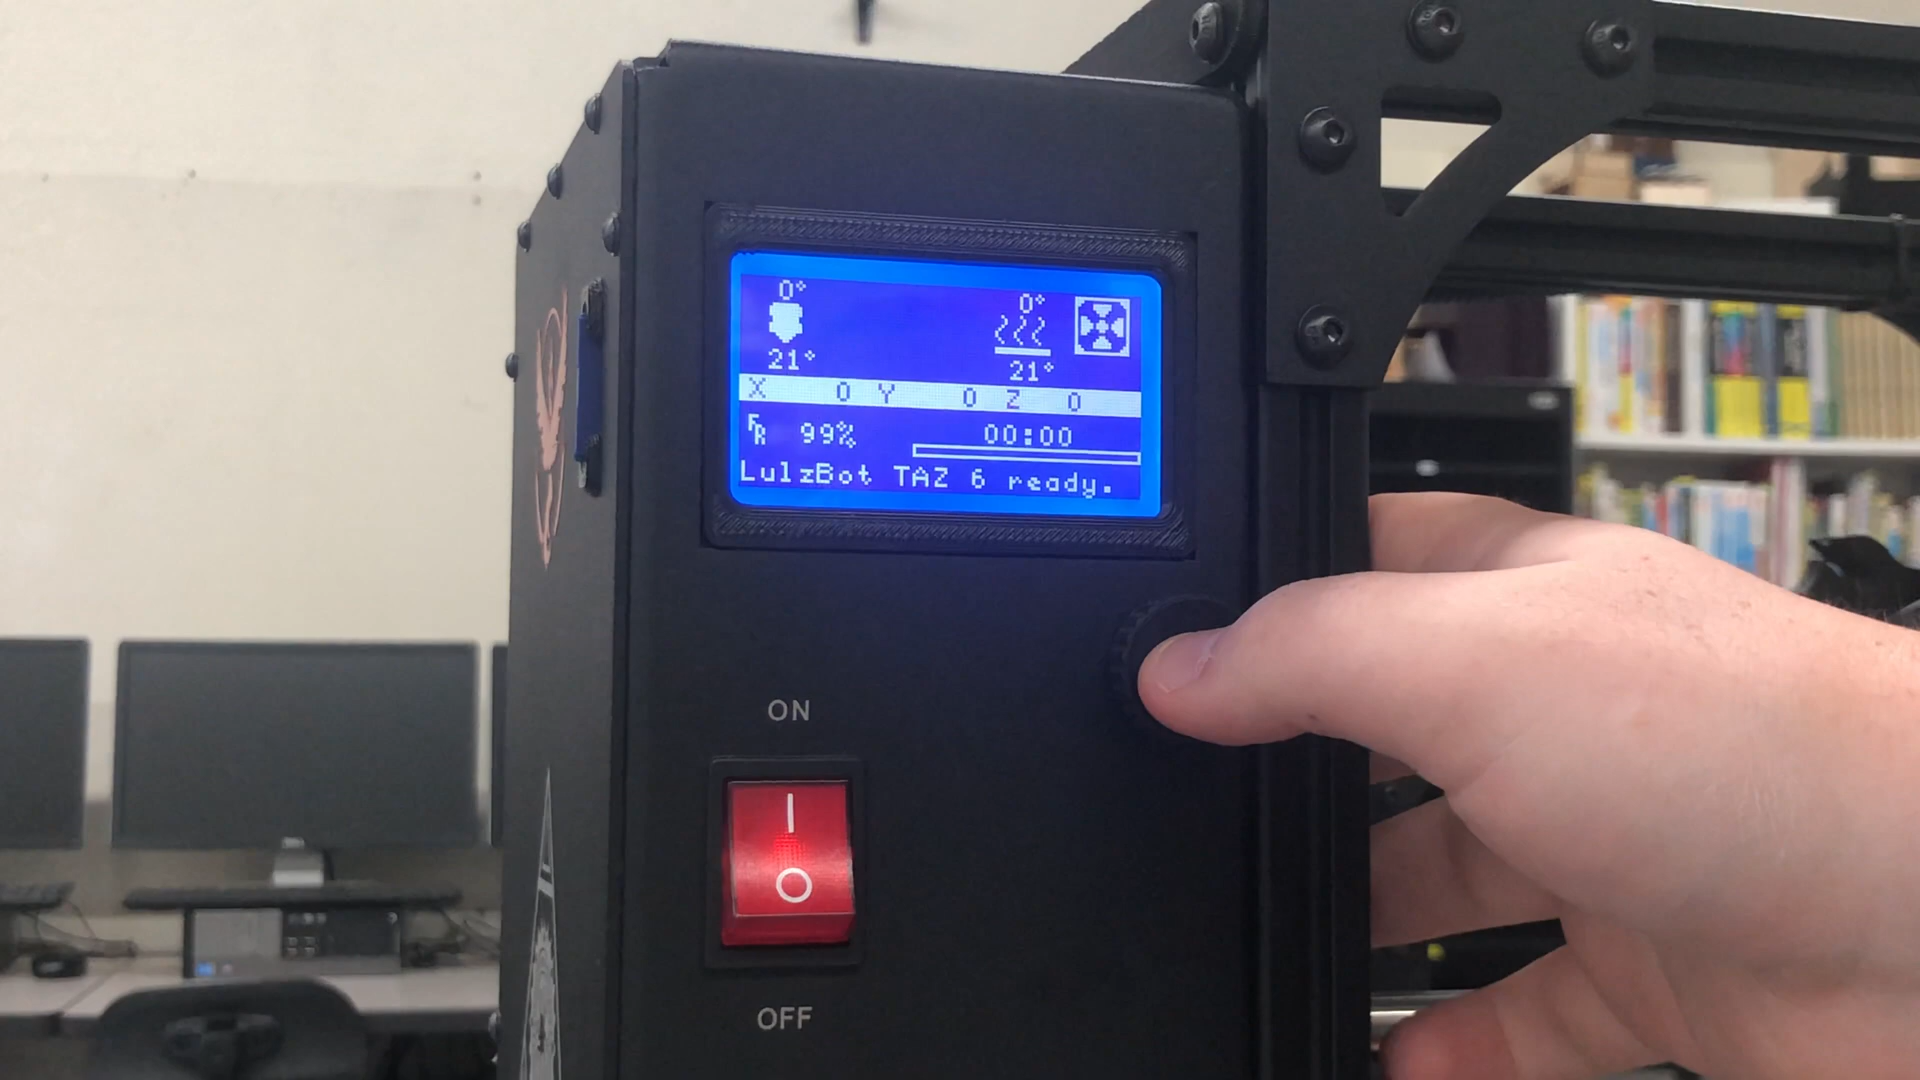 0° 0°
21° 21°
X 0 Y 0 Z 0
FR 99% 00:00
LulzBot TAZ 6 ready.
ON
OFF